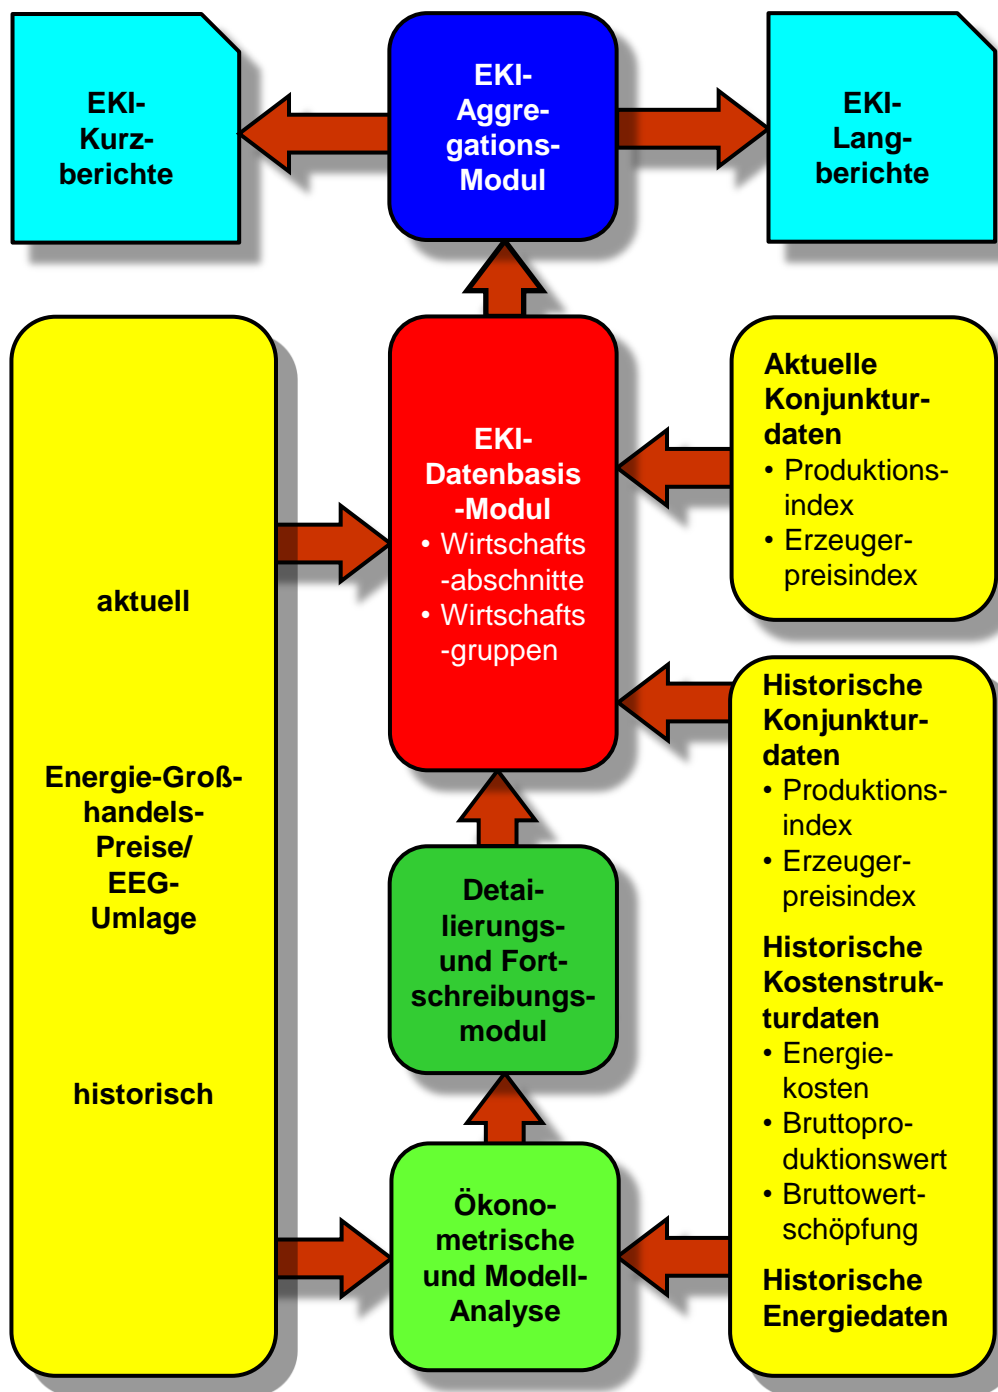 EKI-
Kurz-
berichte
EKI-
Aggre-
gations-
Modul
EKI-
Lang-
berichte
aktuell
Energie-Groß-
handels-
Preise/
EEG-
Umlage
historisch
EKI-
Datenbasis
-Modul
• Wirtschafts
-abschnitte
• Wirtschafts
-gruppen
Detai-
lierungs-
und Fort-
schreibungs-
modul
Ökono-
metrische
und Modell-
Analyse
Aktuelle
Konjunktur-
daten
• Produktions-
index
• Erzeuger-
preisindex
Historische
Konjunktur-
daten
• Produktions-
index
• Erzeuger-
preisindex
Historische
Kostenstruk-
turdaten
• Energie-
kosten
• Bruttopro-
duktionswert
• Bruttowert-
schöpfung
Historische
Energiedaten